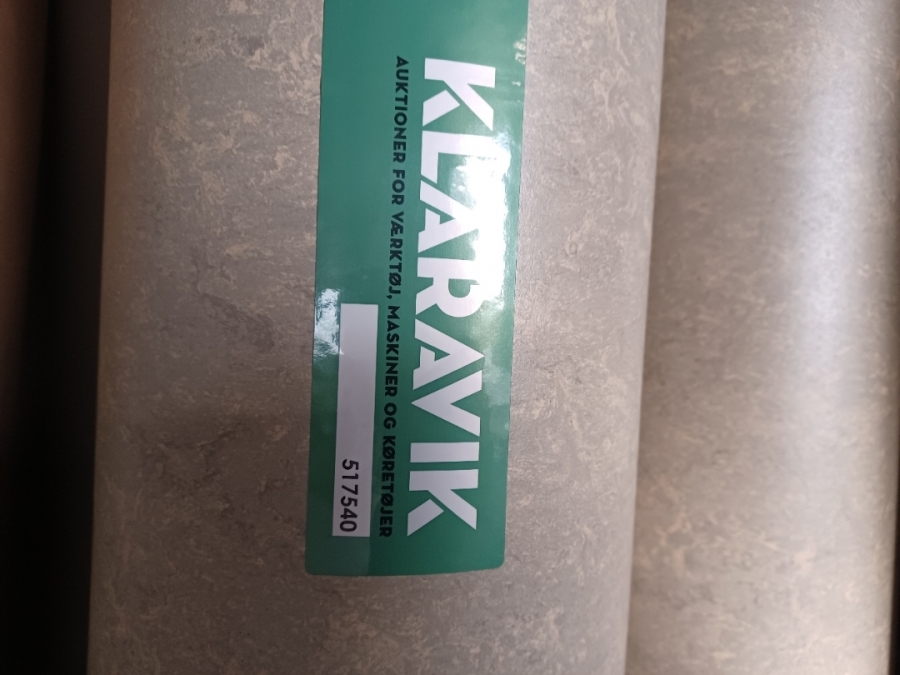 KLARAVIK
AUKTIONER FOR VÆRKTØJ, MASKINER OG KØRETØJER
517540